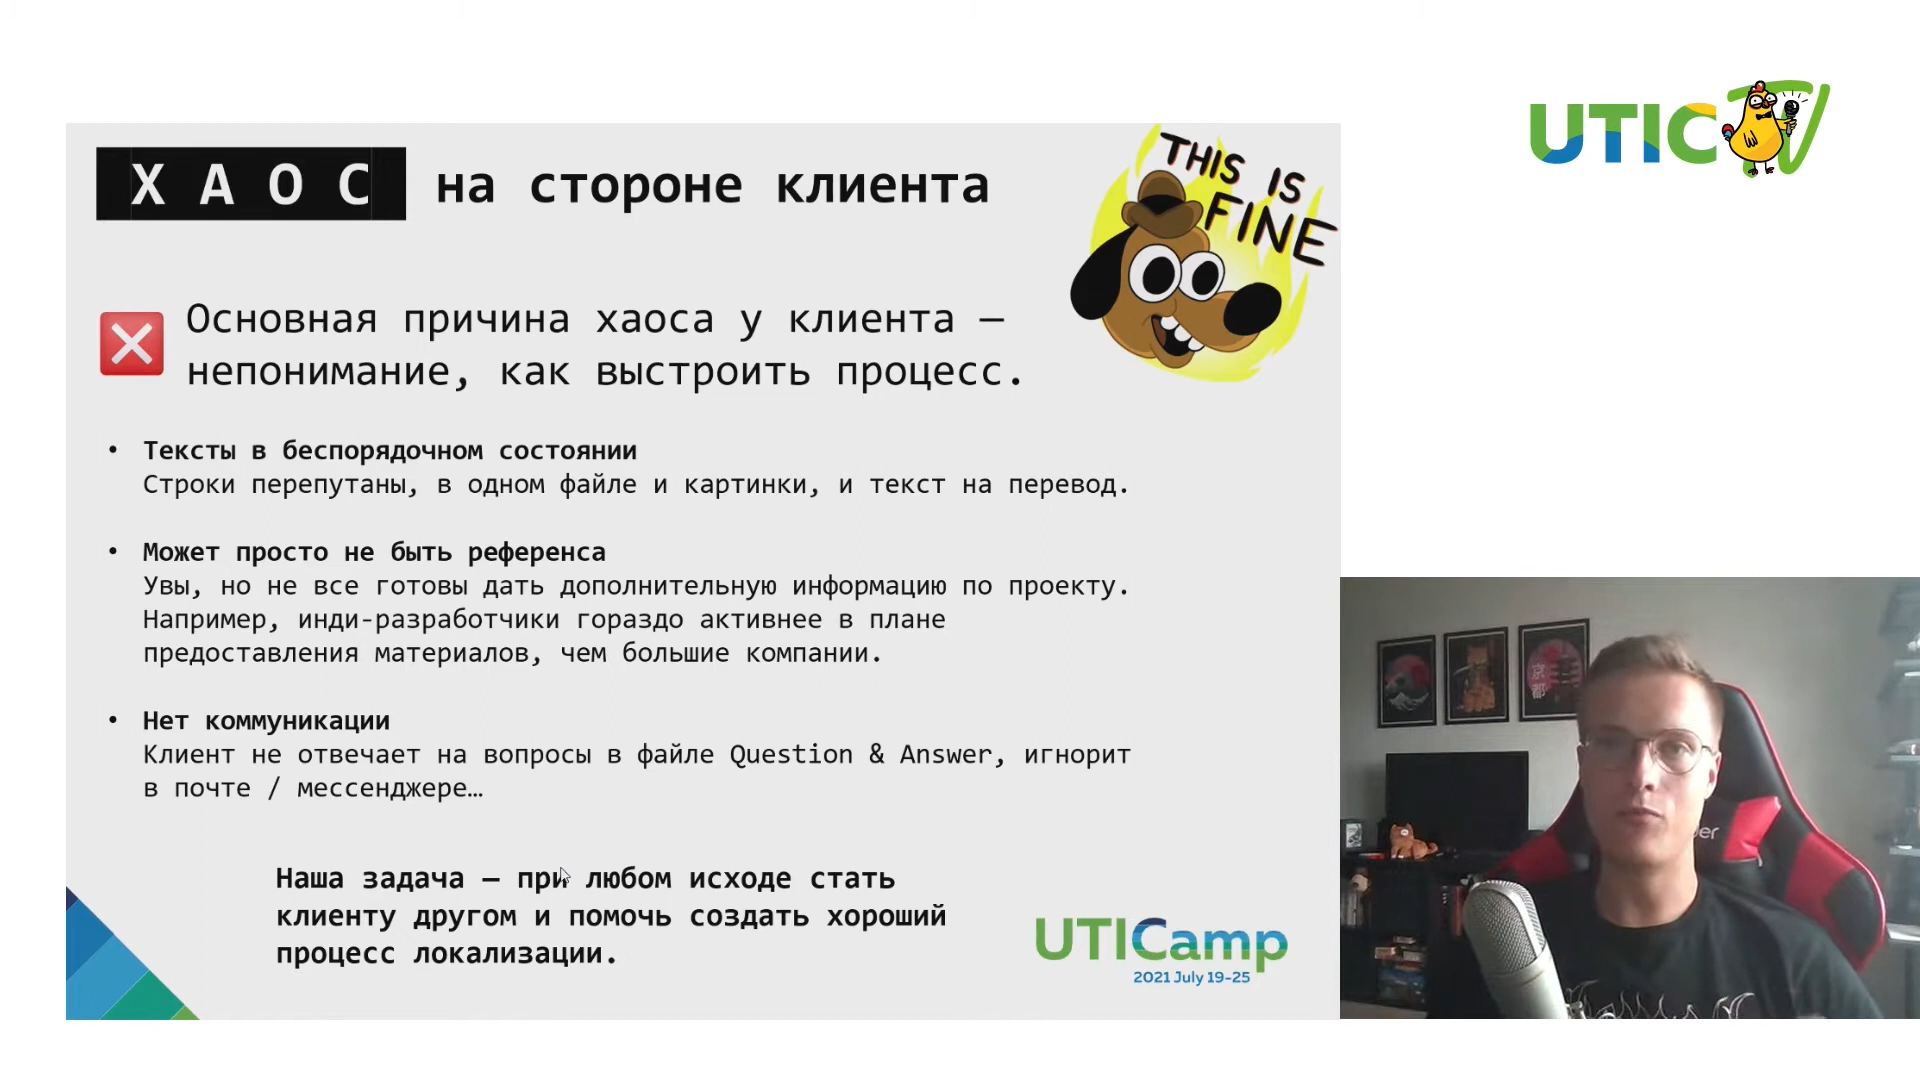 UTIC TV
ХАОС на стороне клиента
THIS IS
FINE
Основная причина хаоса у клиента —
непонимание, как выстроить процесс.
• Тексты в беспорядочном состоянии
Строки перепутаны, в одном файле и картинки, и текст на перевод.
• Может просто не быть референса
Увы, но не все готовы дать дополнительную информацию по проекту.
Например, инди-разработчики гораздо активнее в плане
предоставления материалов, чем большие компании.
• Нет коммуникации
Клиент не отвечает на вопросы в файле Question & Answer, игнорит
в почте / мессенджере…
Наша задача — при любом исходе стать
клиенту другом и помочь создать хороший
процесс локализации.
UTICamp
2021 July 19-25
京都